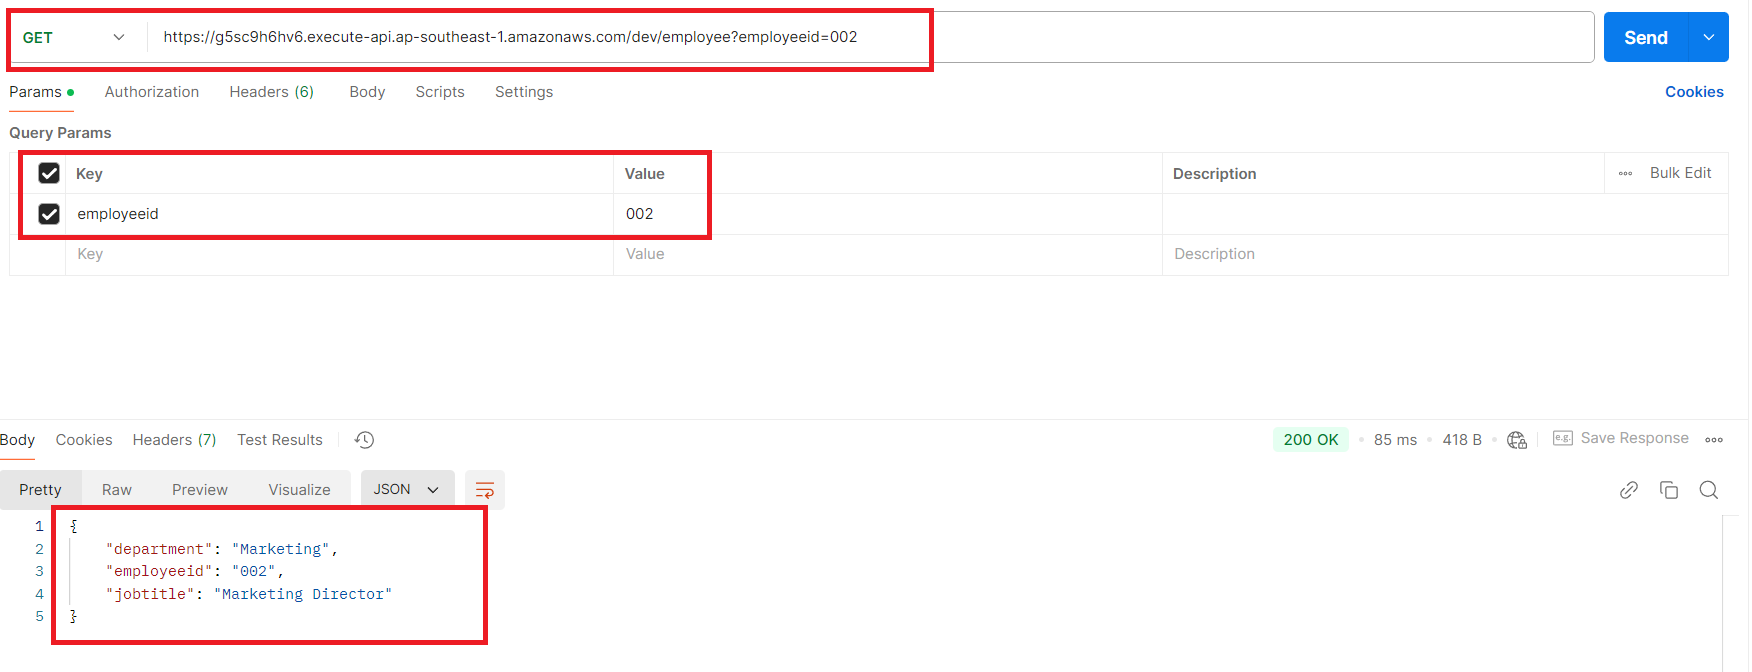 GET https://g5sc9h6hv6.execute-api.ap-southeast-1.amazonaws.com/dev/employee?employeeid=002 Send
Params Authorization Headers (6) Body Scripts Settings Cookies
Query Params
Key Value Description Bulk Edit
employeeid 002
Key Value Description
Body Cookies Headers (7) Test Results 200 OK 85 ms 418 B e.g. Save Response
Pretty Raw Preview Visualize JSON
1 {
2 "department": "Marketing",
3 "employeeid": "002",
4 "jobtitle": "Marketing Director"
5 }